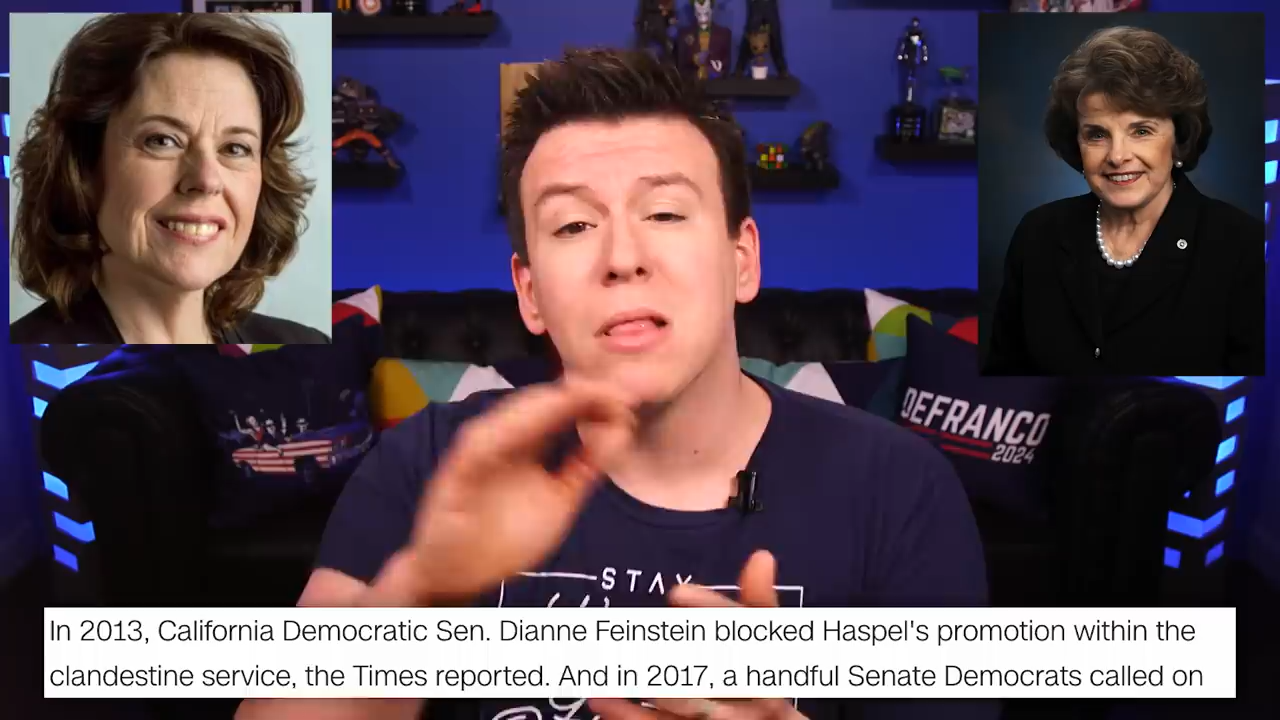 DEFRANCO
2024
STAY
In 2013, California Democratic Sen. Dianne Feinstein blocked Haspel's promotion within the
clandestine service, the Times reported. And in 2017, a handful Senate Democrats called on